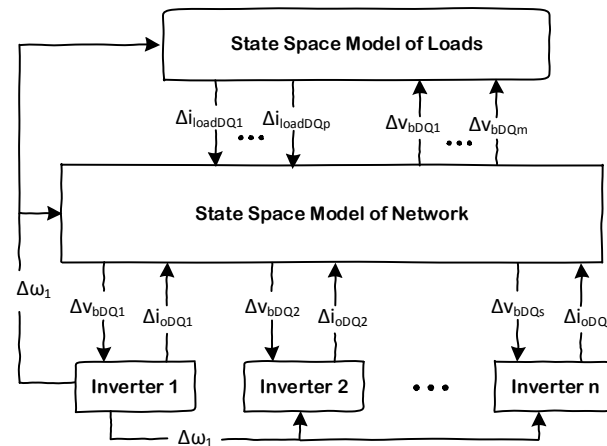 State Space Model of Loads
Δi_loadDQ1 Δi_loadDQp Δv_bDQ1 Δv_bDQm
State Space Model of Network
Δω_1 Δv_bDQ1 Δi_oDQ1 Δv_bDQ2 Δi_oDQ2 Δv_bDQs Δi_oDQ
Inverter 1 Inverter 2 Inverter n
Δω_1